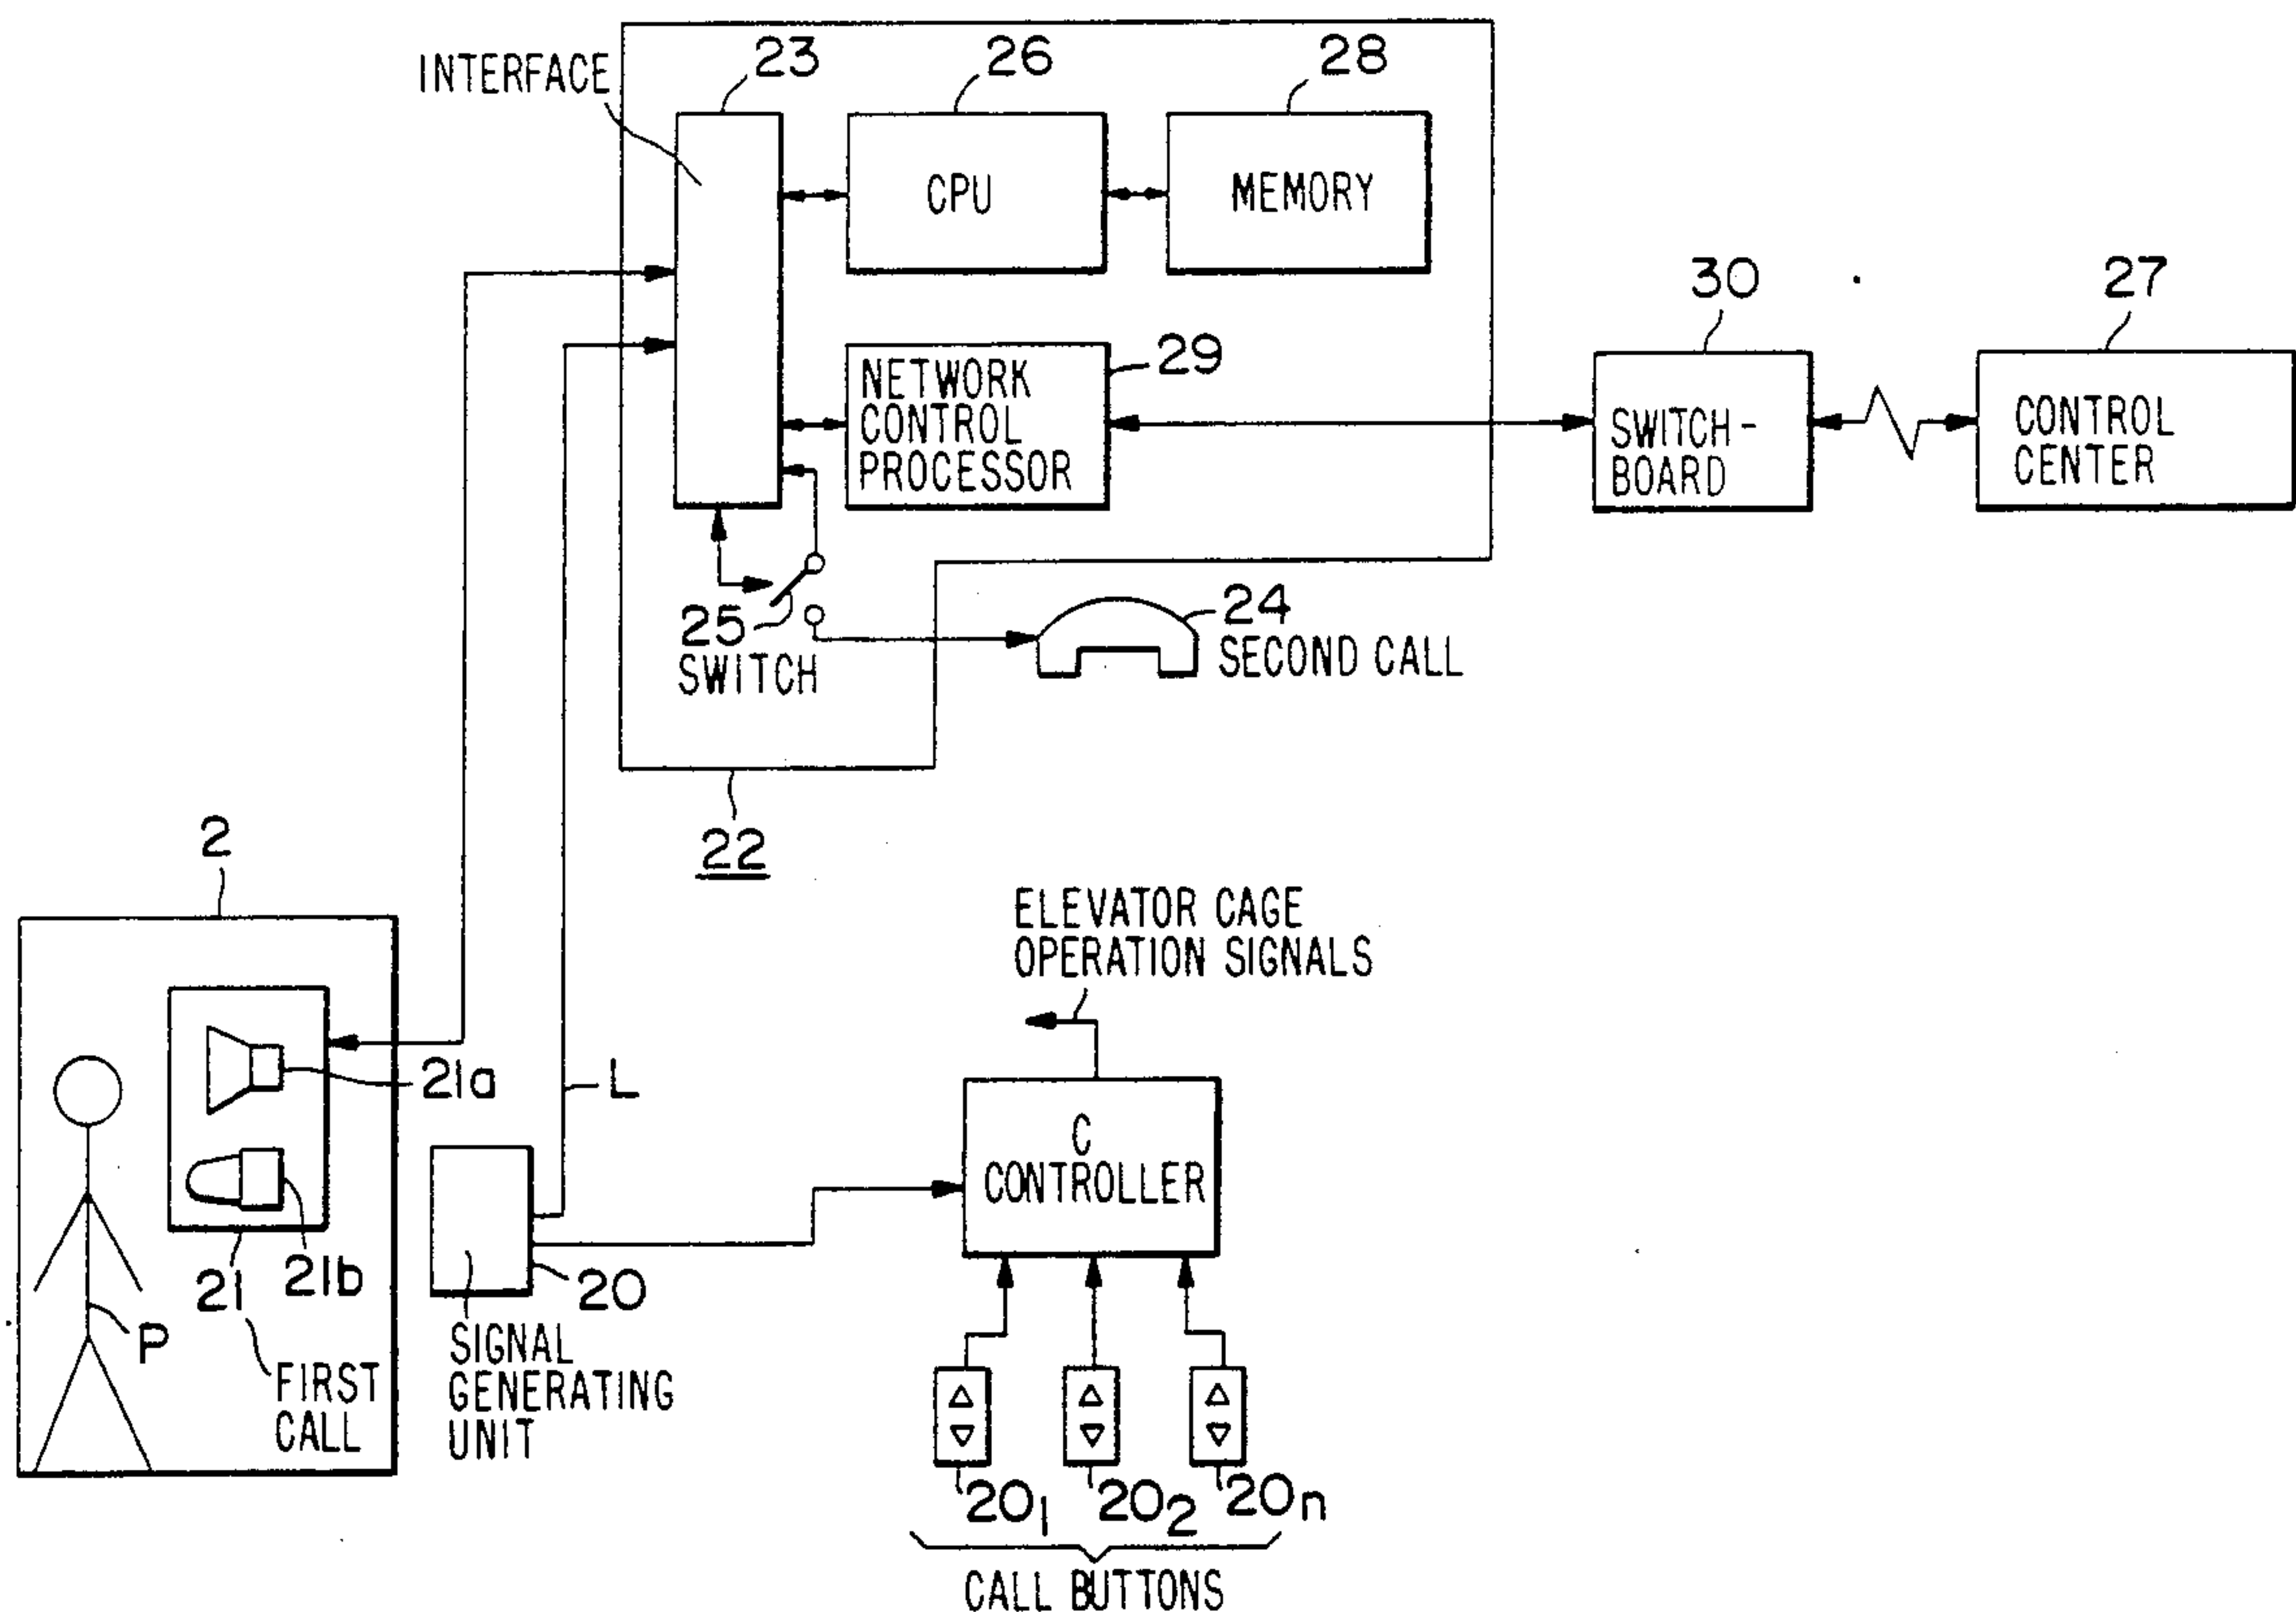 INTERFACE
23
26
28
CPU
MEMORY
30
27
29
NETWORK
CONTROL
PROCESSOR
SWITCH-
BOARD
CONTROL
CENTER
25
SWITCH
24
SECOND CALL
22
2
ELEVATOR CAGE
OPERATION SIGNALS
21a
L
C
CONTROLLER
21b
21
20
P
FIRST
CALL
SIGNAL
GENERATING
UNIT
20₁
20₂
20n
CALL BUTTONS